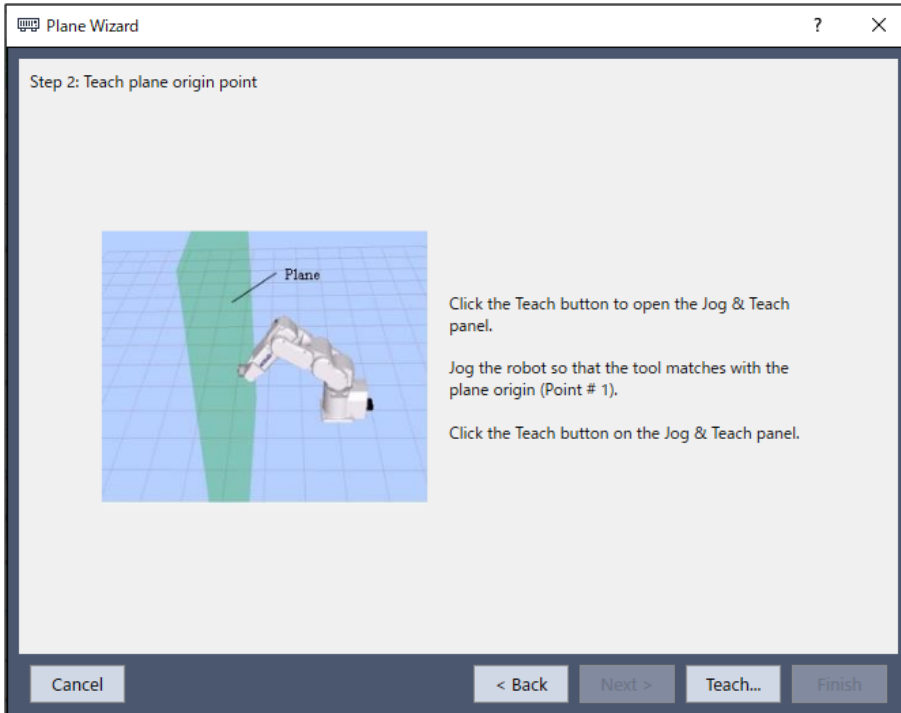 Plane Wizard
?
Step 2: Teach plane origin point
Plane
Click the Teach button to open the Jog & Teach
panel.
Jog the robot so that the tool matches with the
plane origin (Point # 1).
Click the Teach button on the Jog & Teach panel.
Cancel
< Back
Next >
Teach...
Finish